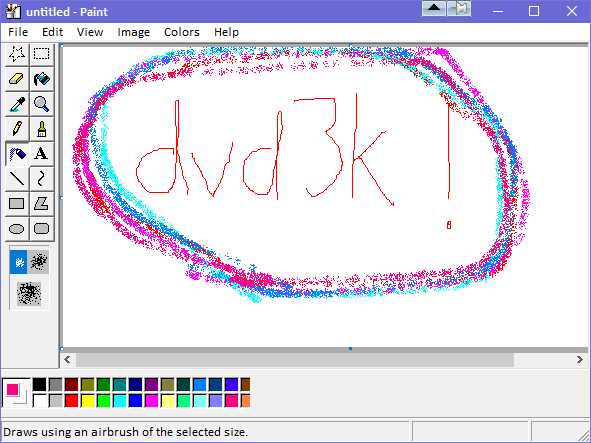 untitled - Paint
File Edit View Image Colors Help
dvd3k!
A
Draws using an airbrush of the selected size.